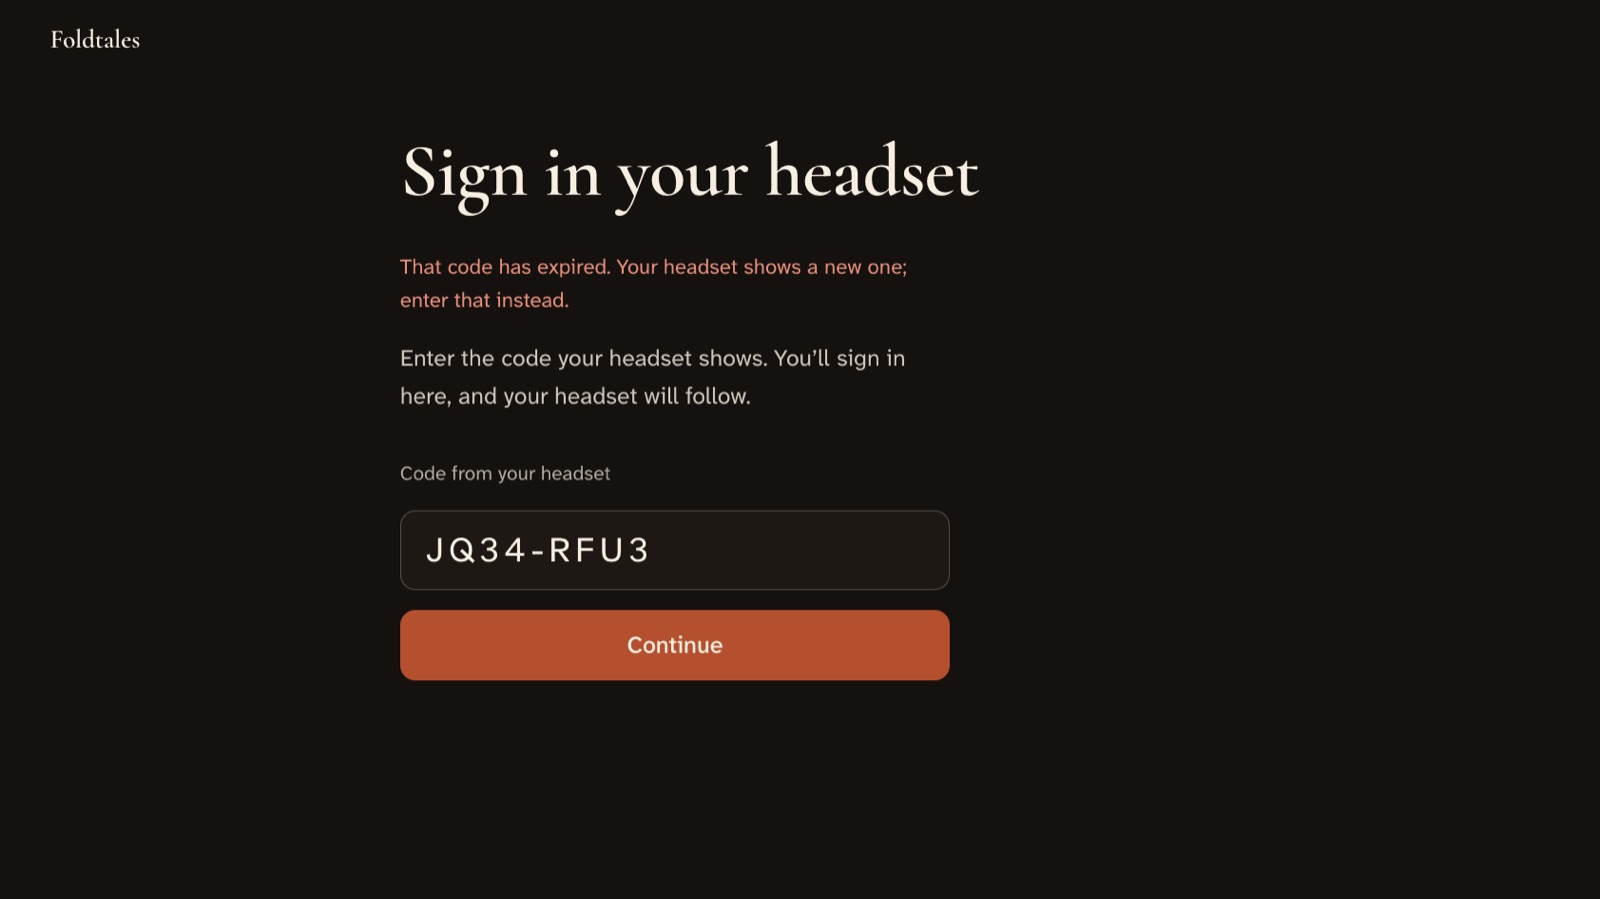 Foldtales
Sign in your headset
That code has expired. Your headset shows a new one;
enter that instead.
Enter the code your headset shows. You’ll sign in
here, and your headset will follow.
Code from your headset
JQ34-RFU3
Continue